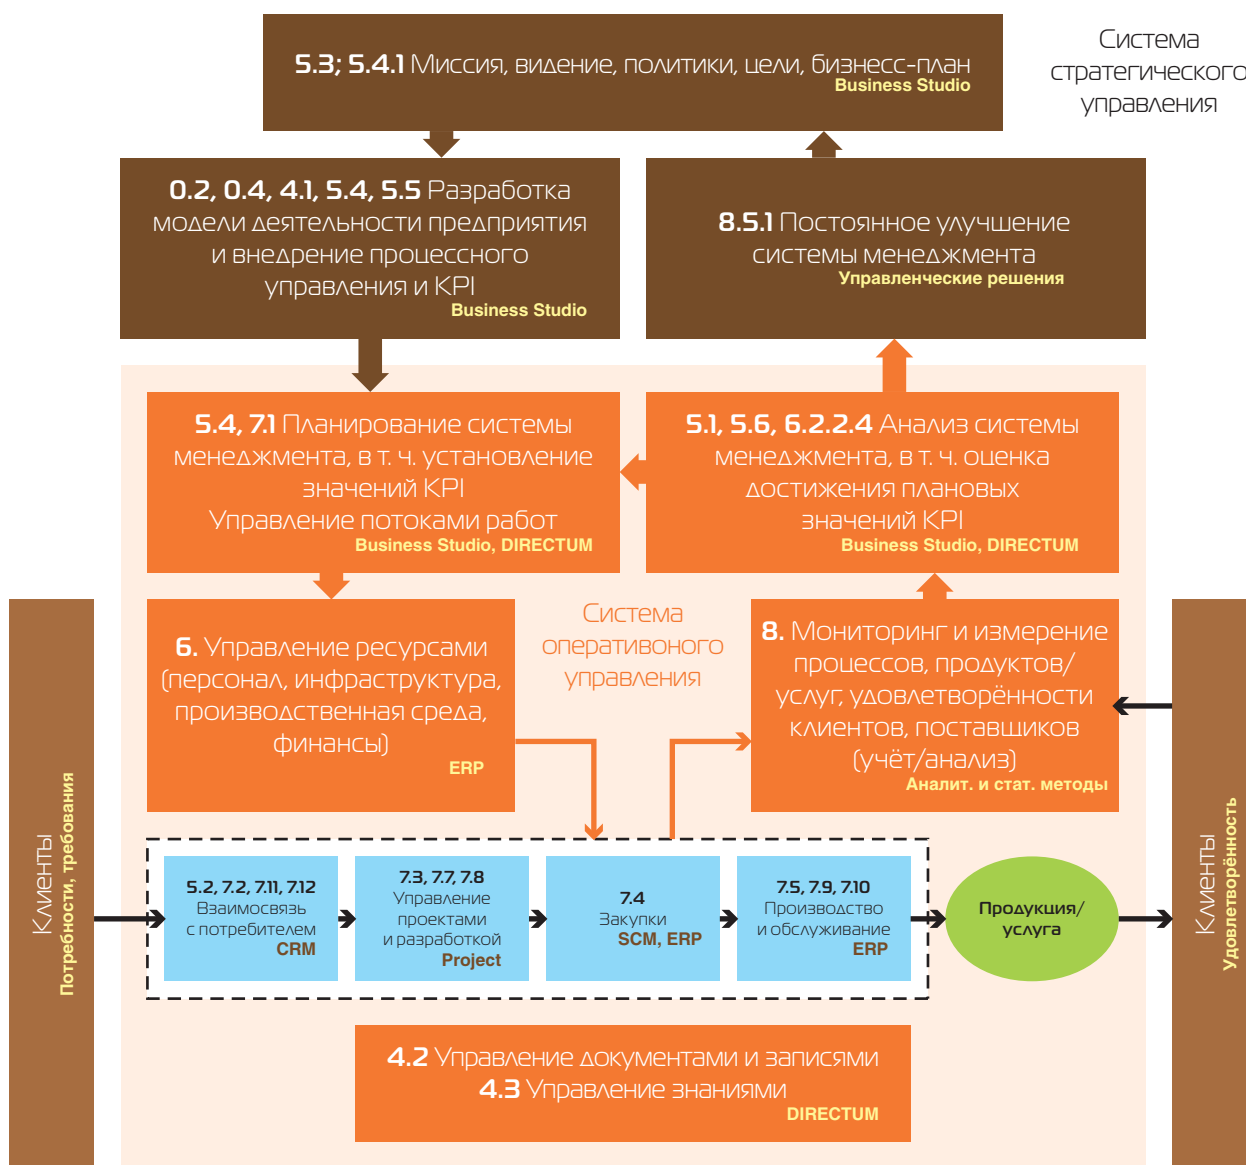 5.3; 5.4.1 Миссия, видение, политики, цели, бизнесс-план
Business Studio
Система
стратегического
управления
0.2, 0.4, 4.1, 5.4, 5.5 Разработка
модели деятельности предприятия
и внедрение процессного
управления и KPI
Business Studio
8.5.1 Постоянное улучшение
системы менеджмента
Управленческие решения
5.4, 7.1 Планирование системы
менеджмента, в т. ч. установление
значений KPI
Управление потоками работ
Business Studio, DIRECTUM
5.1, 5.6, 6.2.2.4 Анализ системы
менеджмента, в т. ч. оценка
достижения плановых
значений KPI
Business Studio, DIRECTUM
6. Управление ресурсами
(персонал, инфраструктура,
производственная среда,
финансы)
ERP
Система
оперативоного
управления
8. Мониторинг и измерение
процессов, продуктов/
услуг, удовлетворённости
клиентов, поставщиков
(учёт/анализ)
Аналит. и стат. методы
Клиенты
Потребности, требования
5.2, 7.2, 7.11, 7.12
Взаимосвязь
с потребителем
CRM
7.3, 7.7, 7.8
Управление
проектами
и разработкой
Project
7.4
Закупки
SCM, ERP
7.5, 7.9, 7.10
Производство
и обслуживание
ERP
Продукция/
услуга
Клиенты
Удовлетворённость
4.2 Управление документами и записями
4.3 Управление знаниями
DIRECTUM